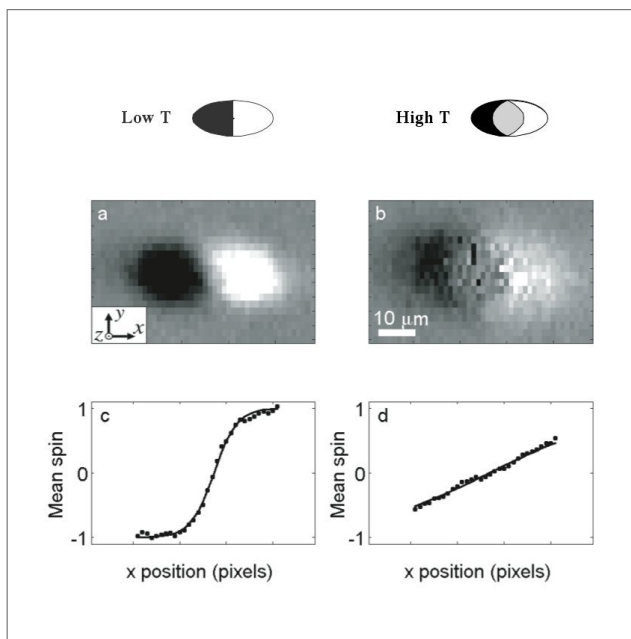 Low T
High T
a
b
y
z x
10 μm
c
d
1
0
-1
Mean spin
x position (pixels)
1
0
-1
Mean spin
x position (pixels)